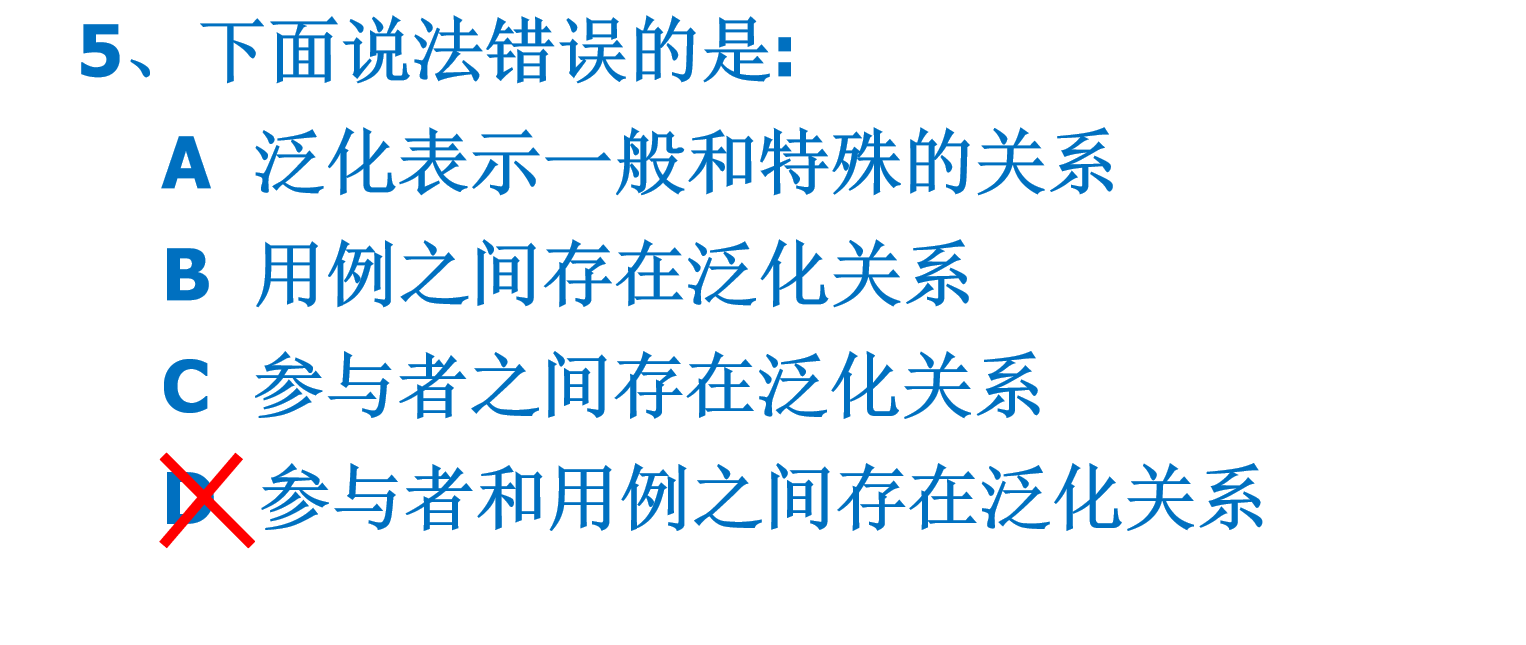 5、下面说法错误的是:
A 泛化表示一般和特殊的关系
B 用例之间存在泛化关系
C 参与者之间存在泛化关系
D 参与者和用例之间存在泛化关系